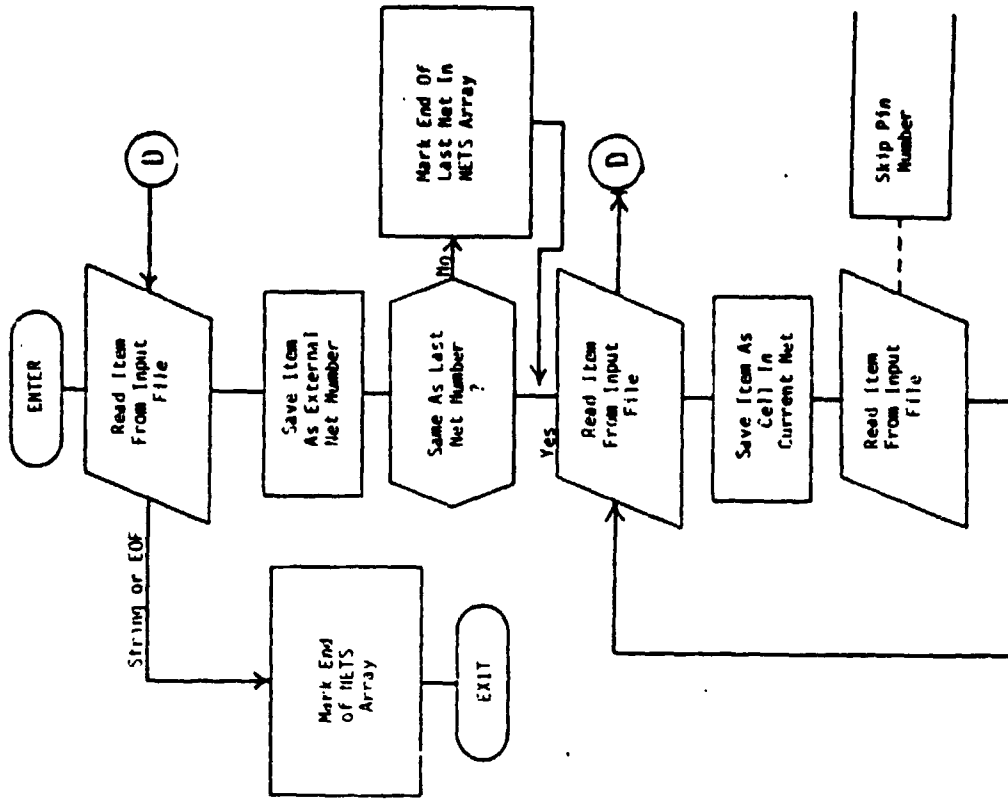 ENTER
Read Item
From Input
File
D
String or EOF
Save Item
As External
Net Number
Mark End
of NETS
Array
EXIT
Same As Last
Net Number
?
No
Mark End Of
Last Net In
NETS Array
Yes
Read Item
From Input
File
D
Save Item As
Cell In
Current Net
Read Item
From Input
File
Skip Pin
Number